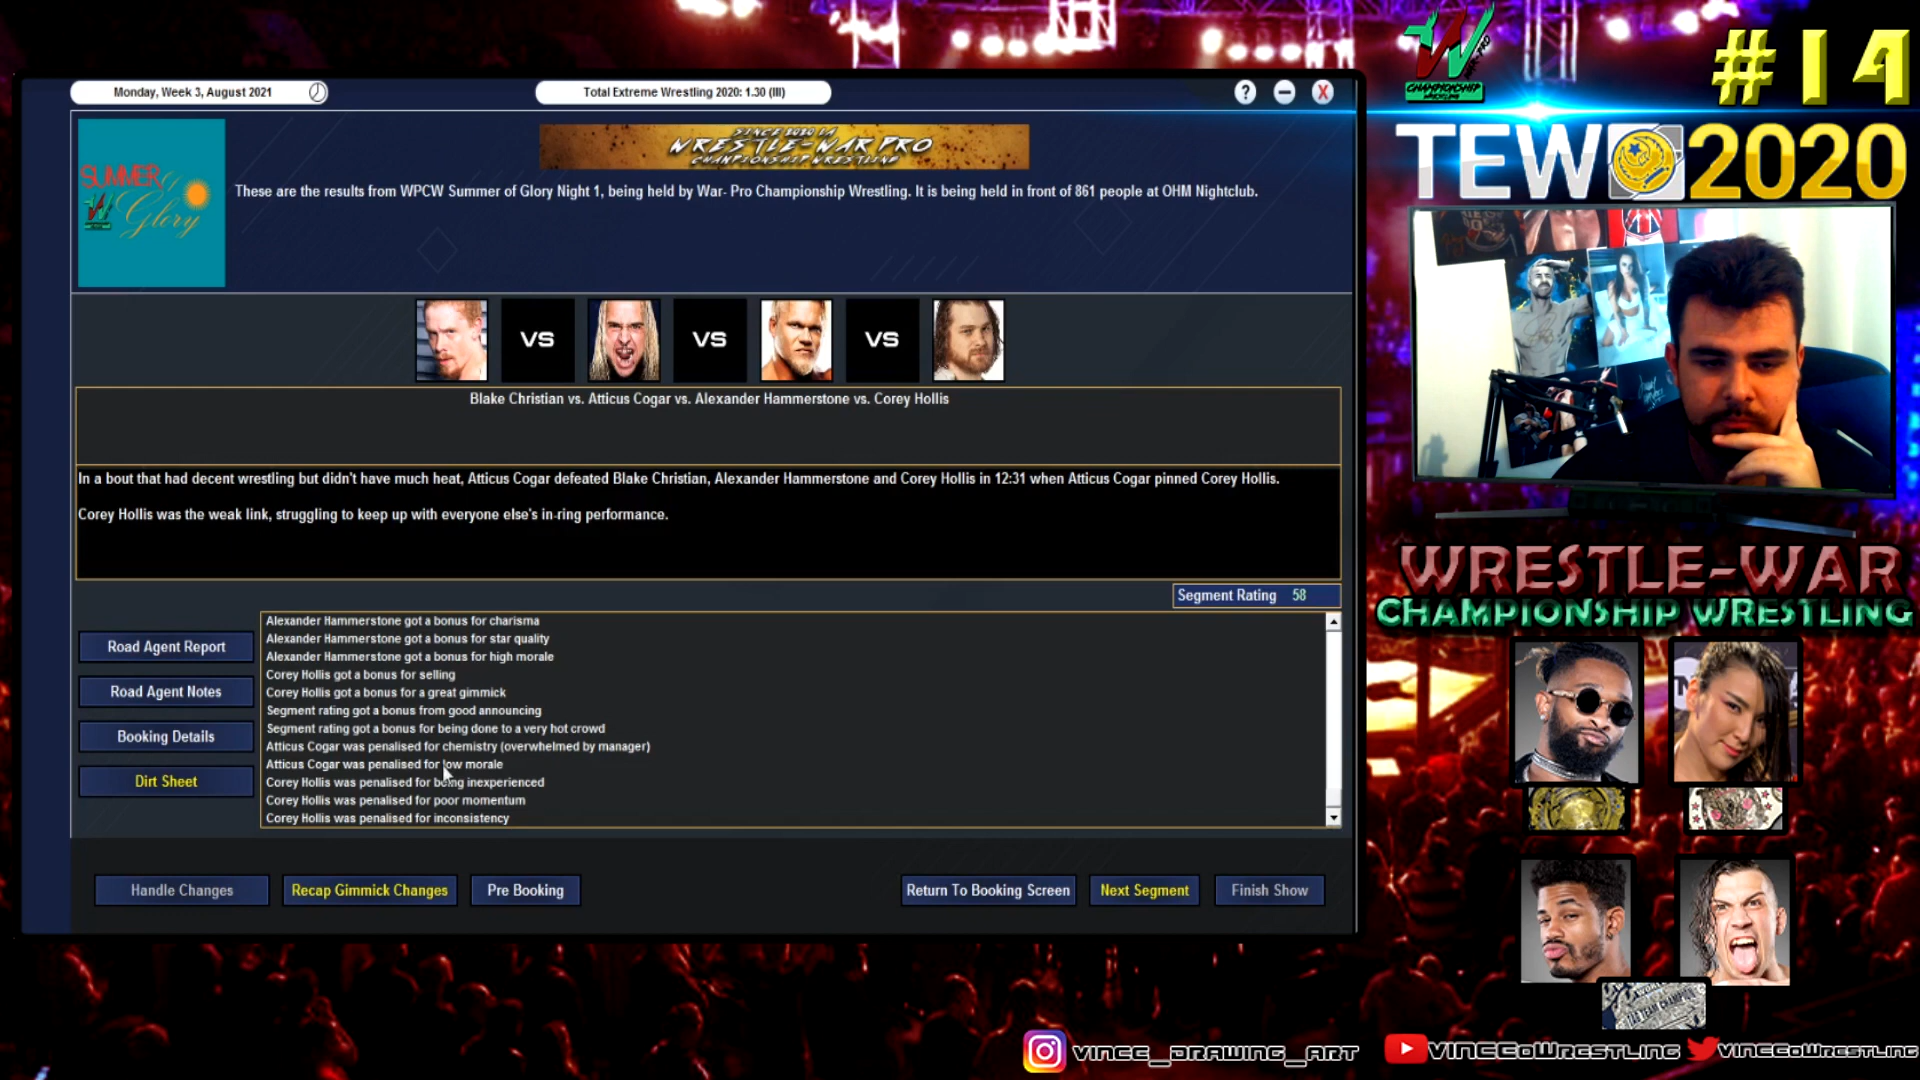 Monday, Week 3, August 2021
Total Extreme Wrestling 2020: 1.30 (III)
?
X
SUMMER
of
Glory
SINCE 2020 IA
WRESTLE-WAR PRO
CHAMPIONSHIP WRESTLING
These are the results from WPCW Summer of Glory Night 1, being held by War- Pro Championship Wrestling. It is being held in front of 861 people at OHM Nightclub.
VS
VS
VS
Blake Christian vs. Atticus Cogar vs. Alexander Hammerstone vs. Corey Hollis
In a bout that had decent wrestling but didn't have much heat, Atticus Cogar defeated Blake Christian, Alexander Hammerstone and Corey Hollis in 12:31 when Atticus Cogar pinned Corey Hollis.
Corey Hollis was the weak link, struggling to keep up with everyone else's in-ring performance.
Segment Rating 58
Road Agent Report
Road Agent Notes
Booking Details
Dirt Sheet
Alexander Hammerstone got a bonus for charisma
Alexander Hammerstone got a bonus for star quality
Alexander Hammerstone got a bonus for high morale
Corey Hollis got a bonus for selling
Corey Hollis got a bonus for a great gimmick
Segment rating got a bonus from good announcing
Segment rating got a bonus for being done to a very hot crowd
Atticus Cogar was penalised for chemistry (overwhelmed by manager)
Atticus Cogar was penalised for low morale
Corey Hollis was penalised for being inexperienced
Corey Hollis was penalised for poor momentum
Corey Hollis was penalised for inconsistency
Handle Changes
Recap Gimmick Changes
Pre Booking
Return To Booking Screen
Next Segment
Finish Show
CHAMPIONSHIP
#14
TEW 2020
WRESTLE-WAR
CHAMPIONSHIP WRESTLING
TAG TEAM CHAMPIONS
VINCE_DRAWING_ART
VINCEOWRESTLING
VINCEOWRESTLING